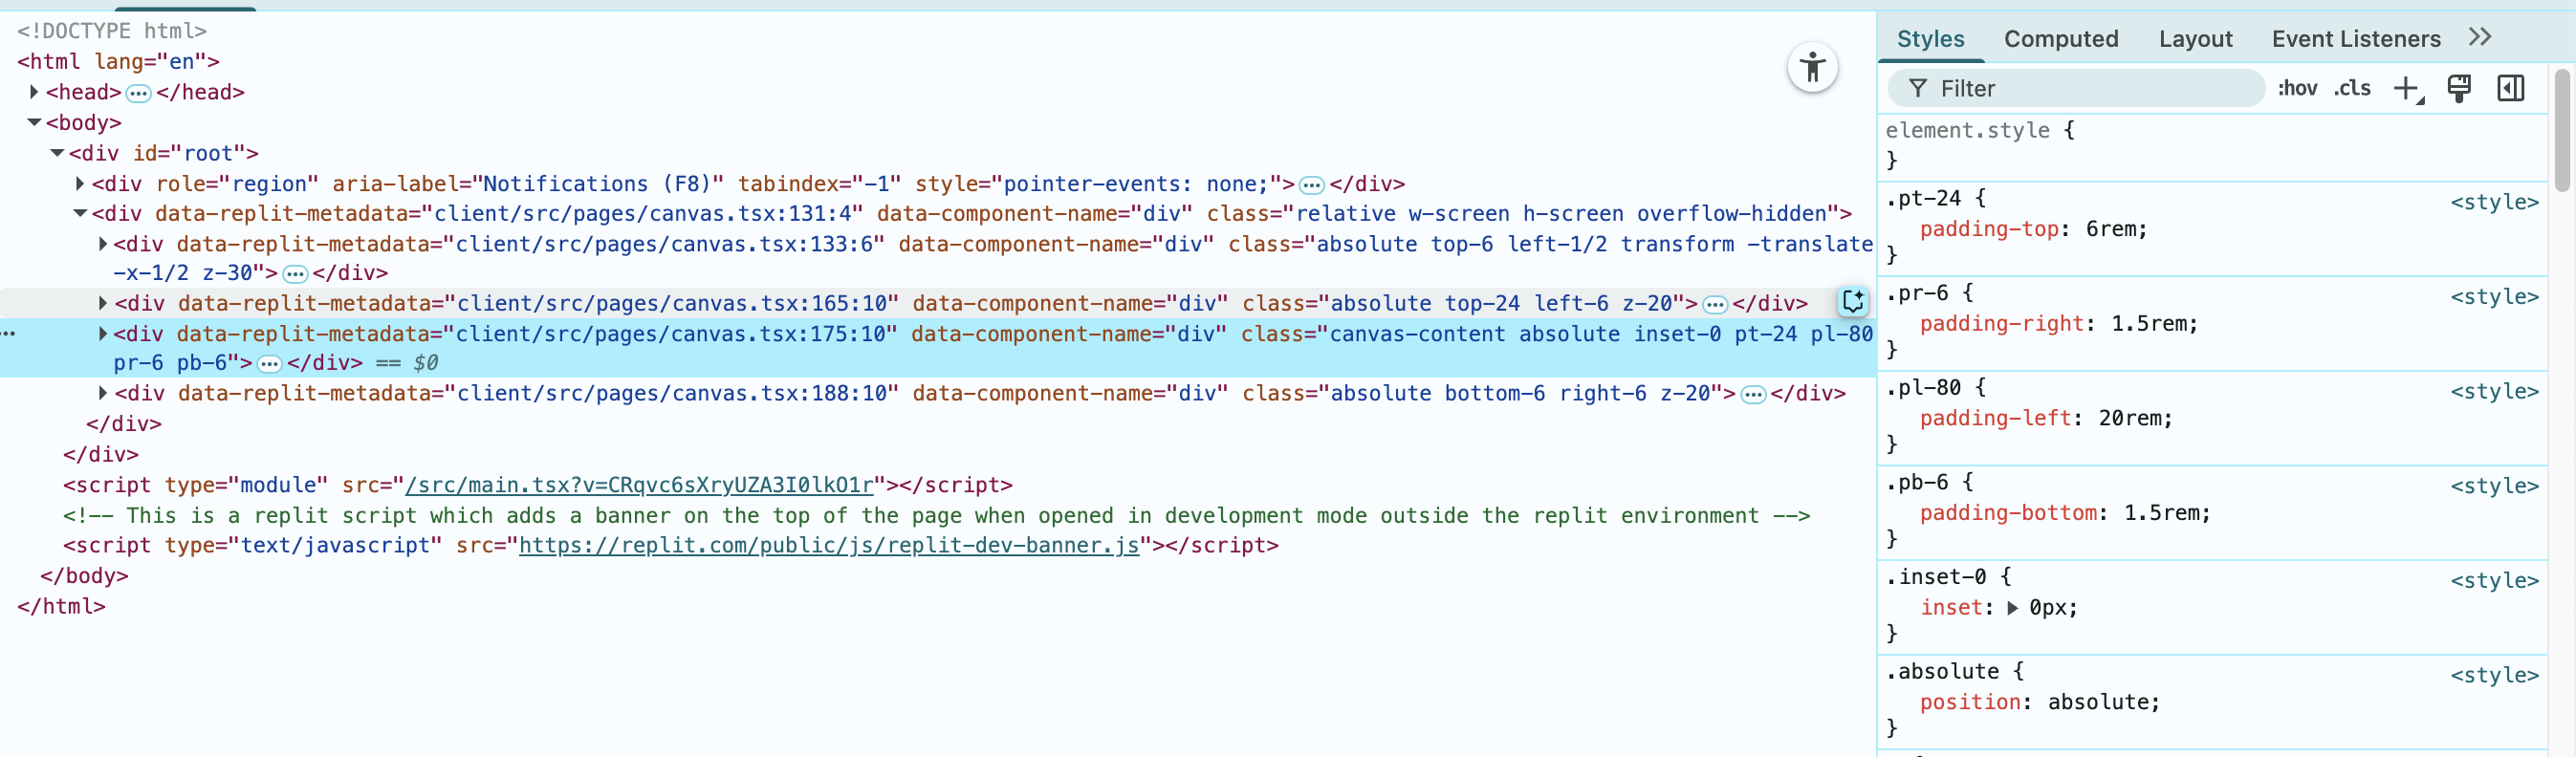 <!DOCTYPE html>
<html lang="en">
<head> ··· </head>
<body>
<div id="root">
<div role="region" aria-label="Notifications (F8)" tabindex="-1" style="pointer-events: none;"> ··· </div>
<div data-replit-metadata="client/src/pages/canvas.tsx:131:4" data-component-name="div" class="relative w-screen h-screen overflow-hidden">
<div data-replit-metadata="client/src/pages/canvas.tsx:133:6" data-component-name="div" class="absolute top-6 left-1/2 transform -translate
-x-1/2 z-30"> ··· </div>
<div data-replit-metadata="client/src/pages/canvas.tsx:165:10" data-component-name="div" class="absolute top-24 left-6 z-20"> ··· </div>
··· <div data-replit-metadata="client/src/pages/canvas.tsx:175:10" data-component-name="div" class="canvas-content absolute inset-0 pt-24 pl-80
pr-6 pb-6"> ··· </div> == $0
<div data-replit-metadata="client/src/pages/canvas.tsx:188:10" data-component-name="div" class="absolute bottom-6 right-6 z-20"> ··· </div>
</div>
</div>
<script type="module" src="/src/main.tsx?v=CRqvc6sXryUZA3I0lkO1r"></script>
<!-- This is a replit script which adds a banner on the top of the page when opened in development mode outside the replit environment -->
<script type="text/javascript" src="https://replit.com/public/js/replit-dev-banner.js"></script>
</body>
</html>
Styles Computed Layout Event Listeners
Filter :hov .cls
element.style {
}
.pt-24 { <style>
padding-top: 6rem;
}
.pr-6 { <style>
padding-right: 1.5rem;
}
.pl-80 { <style>
padding-left: 20rem;
}
.pb-6 { <style>
padding-bottom: 1.5rem;
}
.inset-0 { <style>
inset: 0px;
}
.absolute { <style>
position: absolute;
}